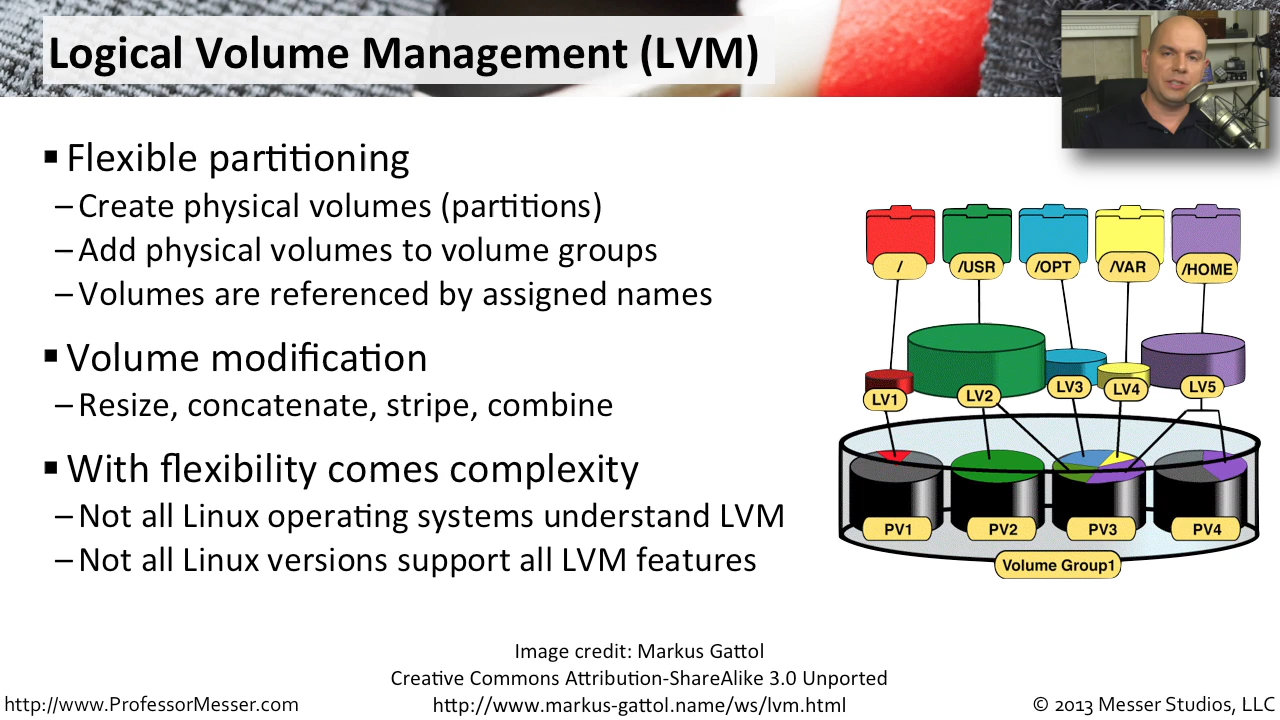 Logical Volume Management (LVM)
▪ Flexible partitioning
– Create physical volumes (partitions)
– Add physical volumes to volume groups
– Volumes are referenced by assigned names
▪ Volume modification
– Resize, concatenate, stripe, combine
▪ With flexibility comes complexity
– Not all Linux operating systems understand LVM
– Not all Linux versions support all LVM features
/ /USR /OPT /VAR /HOME
LV1 LV2 LV3 LV4 LV5
PV1 PV2 PV3 PV4
Volume Group1
Image credit: Markus Gattol
Creative Commons Attribution-ShareAlike 3.0 Unported
http://www.markus-gattol.name/ws/lvm.html
http://www.ProfessorMesser.com
© 2013 Messer Studios, LLC